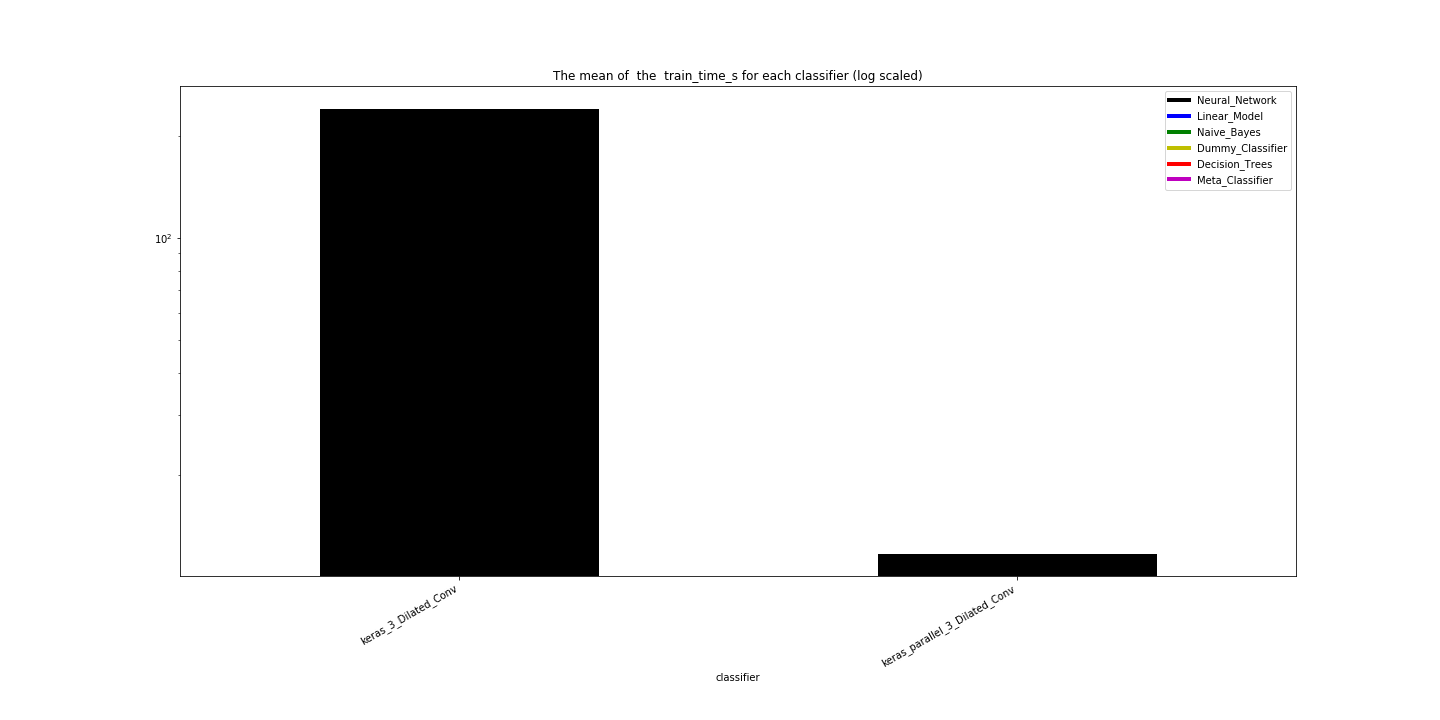 The mean of  the  train_time_s for each classifier (log scaled)
Neural_Network
Linear_Model
Naive_Bayes
Dummy_Classifier
Decision_Trees
Meta_Classifier
10²
keras_3_Dilated_Conv
keras_parallel_3_Dilated_Conv
classifier